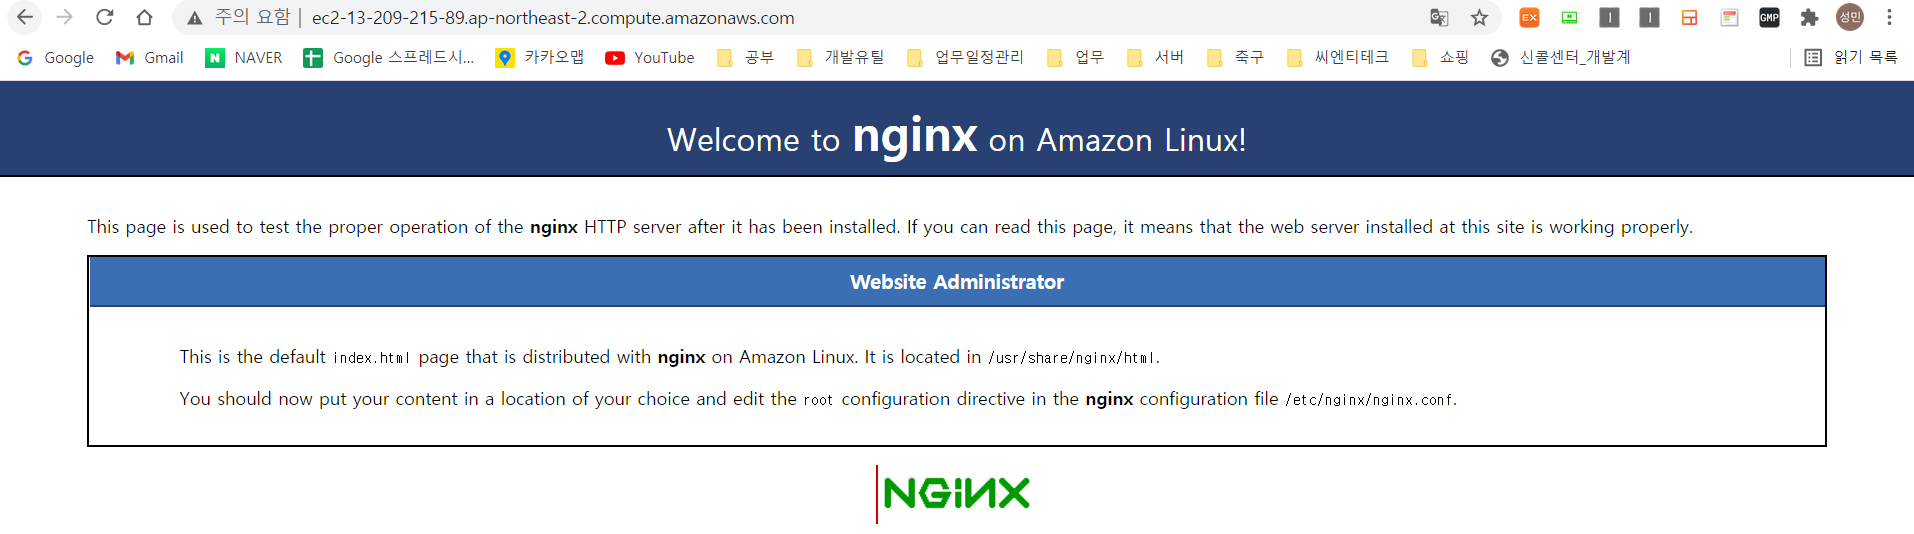 주의 요함 | ec2-13-209-215-89.ap-northeast-2.compute.amazonaws.com EX GMP 성민
Google Gmail NAVER Google 스프레드시... 카카오맵 YouTube 공부 개발유틸 업무일정관리 업무 서버 축구 씨엔티테크 쇼핑 신콜센터_개발계 읽기 목록
Welcome to nginx on Amazon Linux!
This page is used to test the proper operation of the nginx HTTP server after it has been installed. If you can read this page, it means that the web server installed at this site is working properly.
Website Administrator
This is the default index.html page that is distributed with nginx on Amazon Linux. It is located in /usr/share/nginx/html.
You should now put your content in a location of your choice and edit the root configuration directive in the nginx configuration file /etc/nginx/nginx.conf.
NGINX